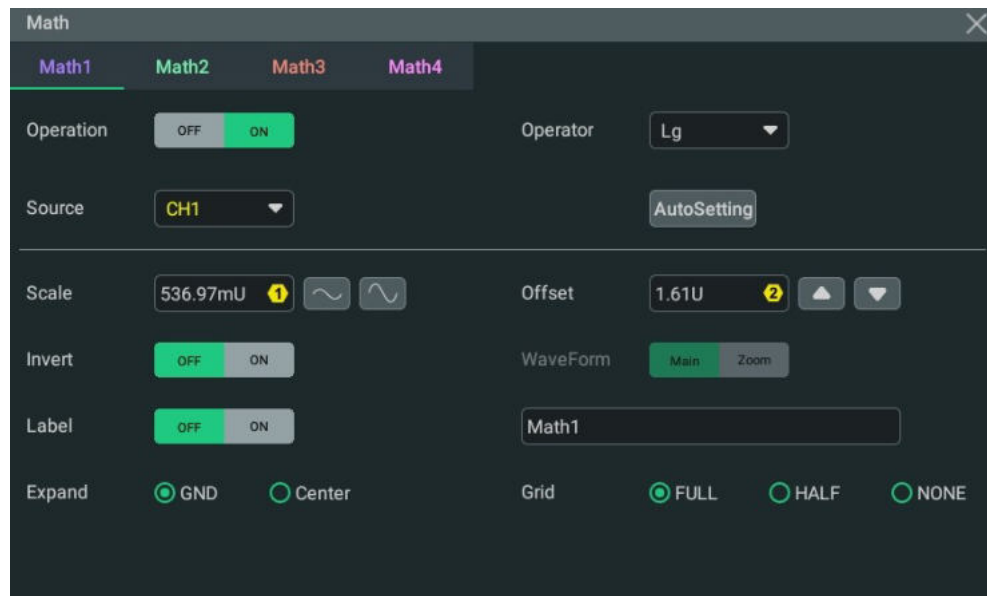 Math
Math1 Math2 Math3 Math4
Operation OFF ON Operator Lg
Source CH1 AutoSetting
Scale 536.97mU 1 Offset 1.61U 2
Invert OFF ON WaveForm Main Zoom
Label OFF ON Math1
Expand GND Center Grid FULL HALF NONE